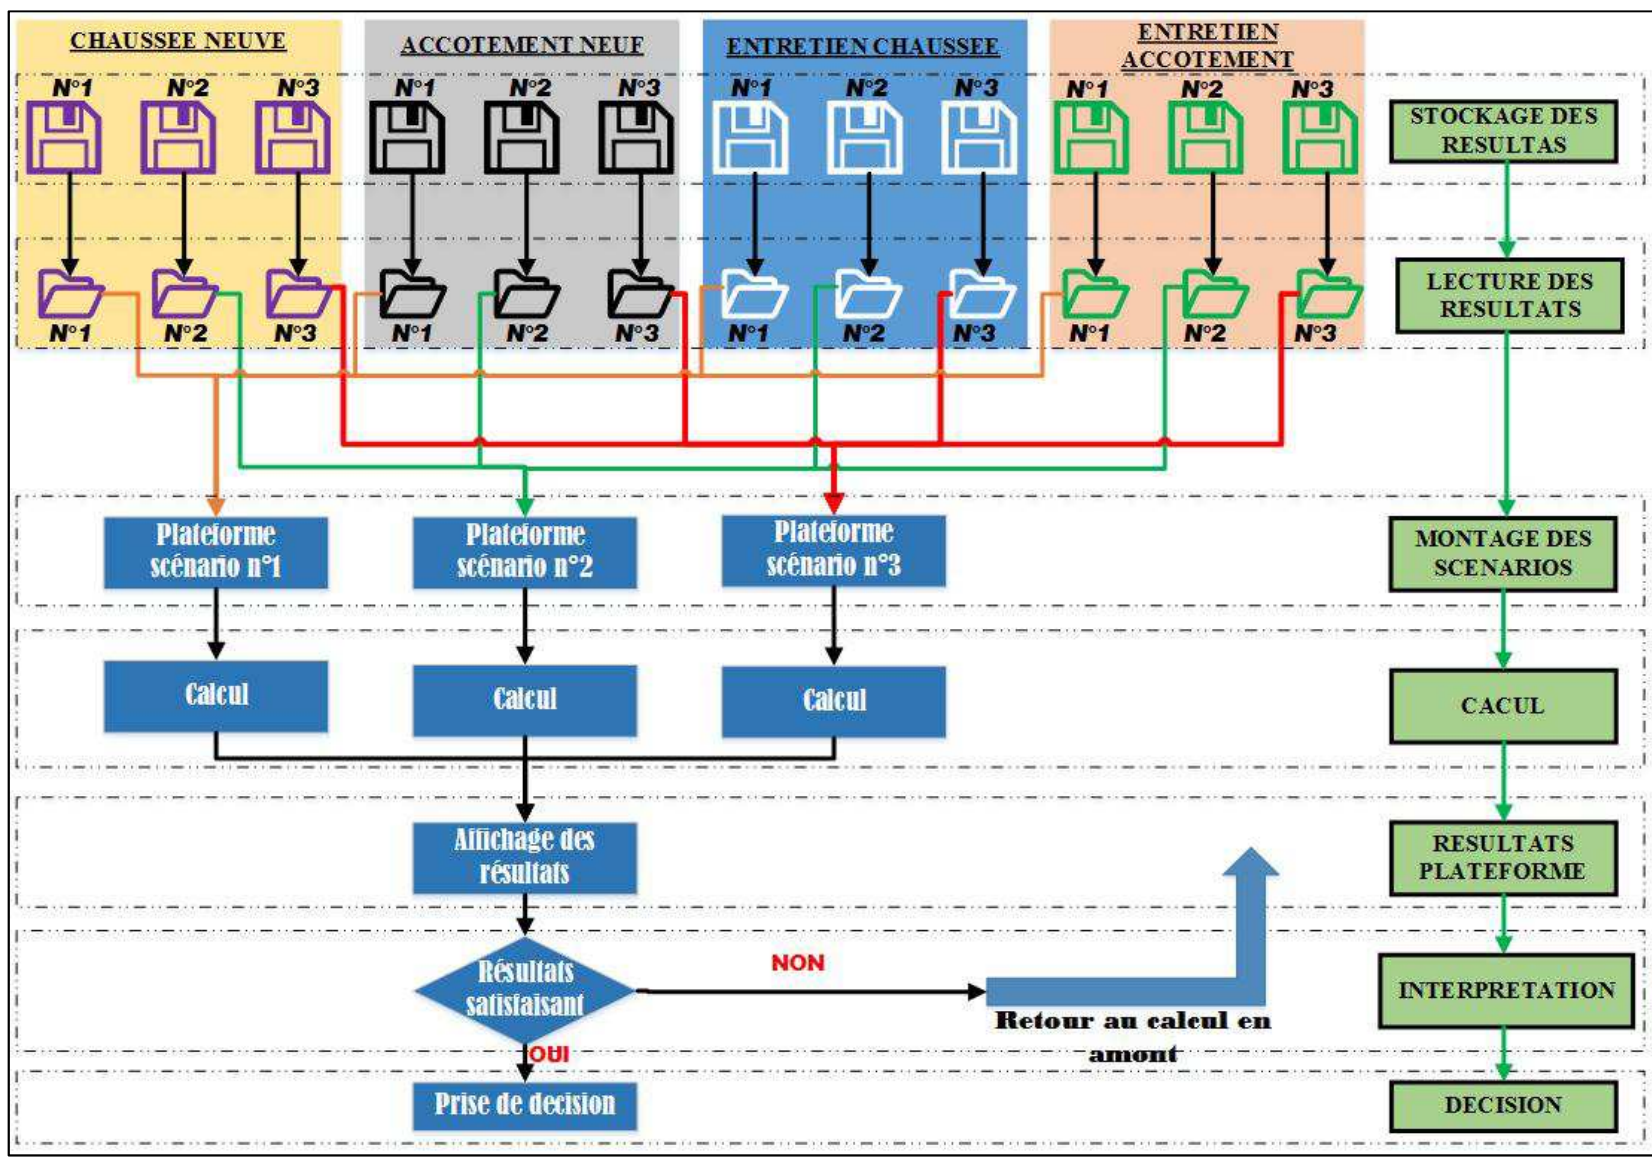 CHAUSSEE NEUVE
ACCOTEMENT NEUF
ENTRETIEN CHAUSSEE
ENTRETIEN
ACCOTEMENT
N°1 N°2 N°3
N°1 N°2 N°3
N°1 N°2 N°3
N°1 N°2 N°3
STOCKAGE DES
RESULTAS
N°1 N°2 N°3
N°1 N°2 N°3
N°1 N°2 N°3
N°1 N°2 N°3
LECTURE DES
RESULTATS
Plateforme
scénario n°1
Plateforme
scénario n°2
Plateforme
scénario n°3
MONTAGE DES
SCENARIOS
Calcul
Calcul
Calcul
CACUL
Affichage des
résultats
RESULTATS
PLATEFORME
Résultats
satisfaisant
NON
Retour au calcul en
amont
INTERPRETATION
OUI
Prise de decision
DECISION